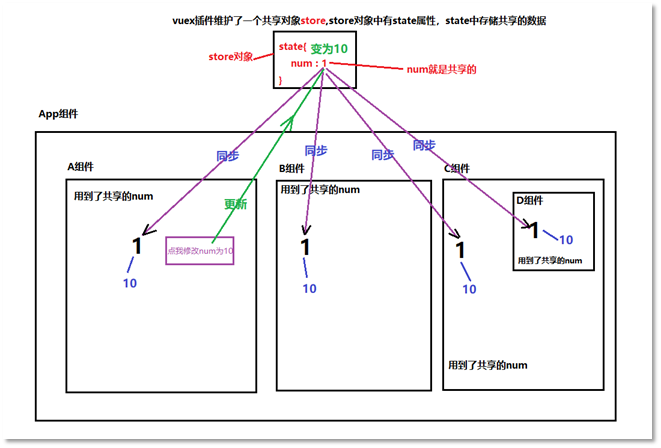 vuex插件维护了一个共享对象store,store对象中有state属性，state中存储共享的数据
store对象
state{ 变为10
num : 1
}
num就是共享的
App组件
同步
同步
同步
同步
A组件
B组件
C组件
用到了共享的num
更新
用到了共享的num
D组件
1
点我修改num为10
1
1
1
10
用到了共享的num
10
10
10
用到了共享的num